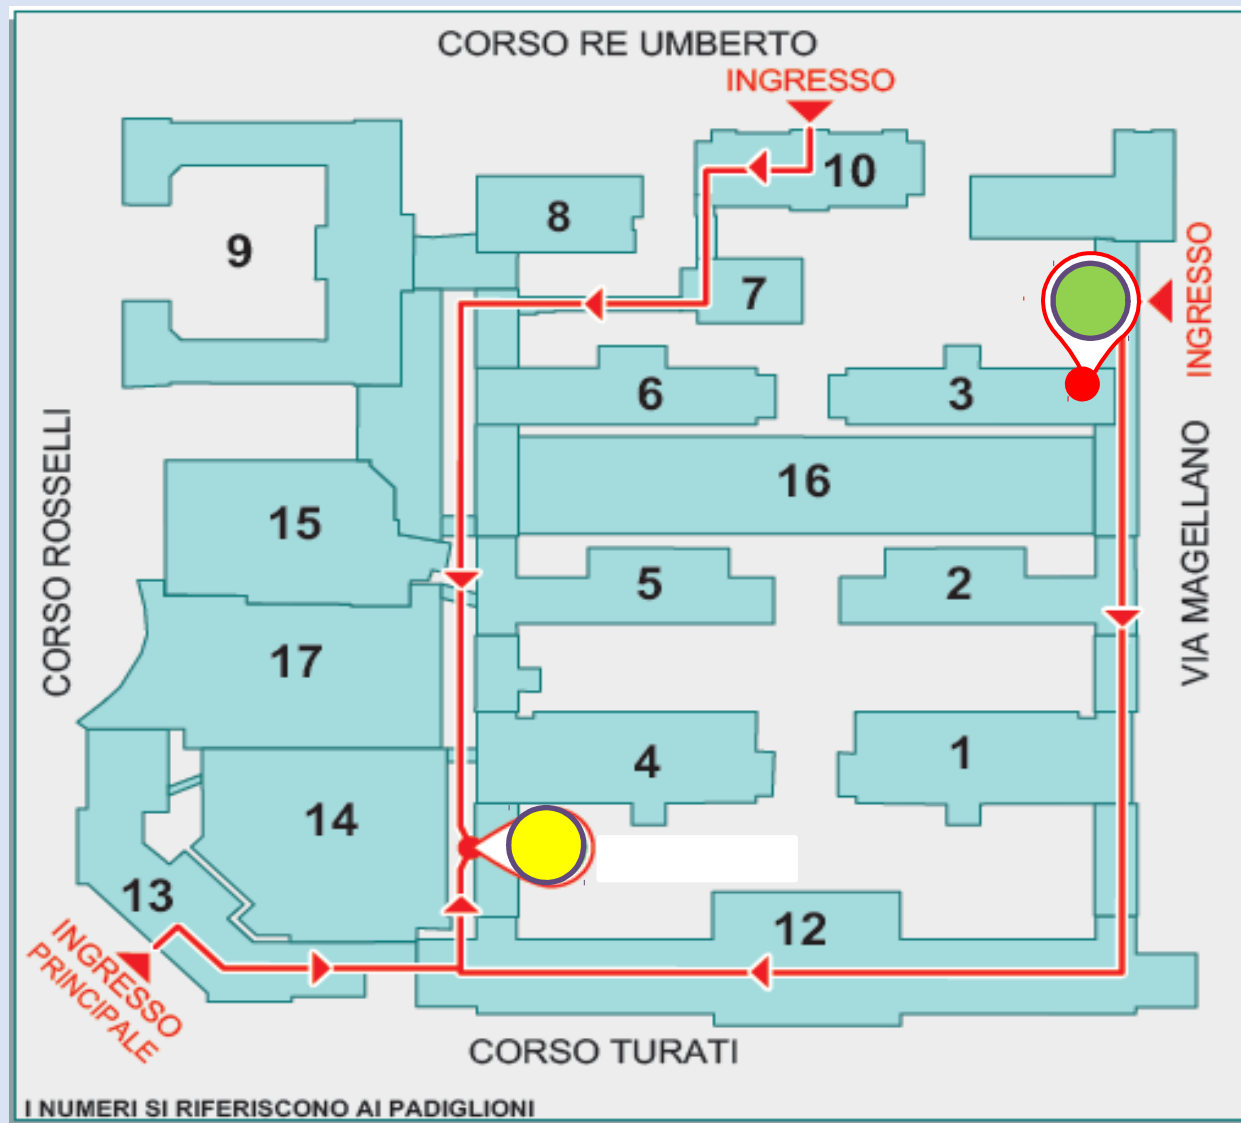 CORSO RE UMBERTO
INGRESSO
10
8
9
7
INGRESSO
6
3
16
15
5
2
CORSO ROSSELLI
VIA MAGELLANO
17
4
1
14
13
12
INGRESSO
PRINCIPALE
CORSO TURATI
I NUMERI SI RIFERISCONO AI PADIGLIONI